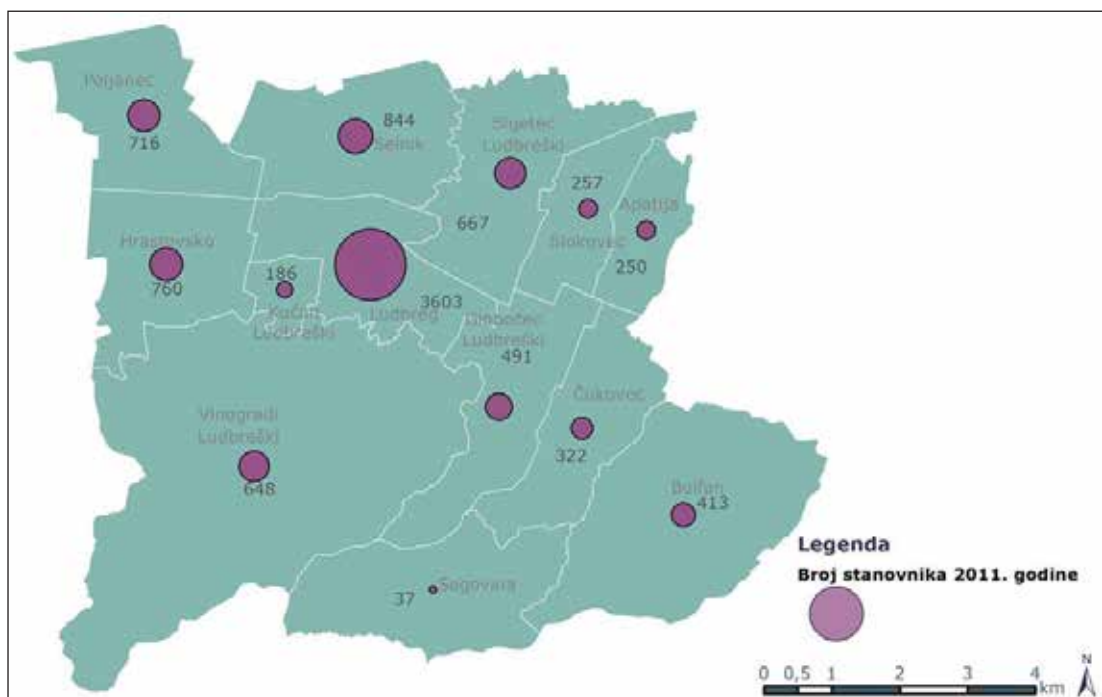 Poljanec
716
844
Selnik
Sigetec
Ludbreški
667
257
Slokovec
Apatija
250
Hrastovsko
760
186
Kućan
Ludbreški
3603
Ludbreg
Globočec
Ludbreški
491
Čukovec
322
Vinogradi
Ludbreški
648
Bolfan
413
Segovina
37
Legenda
Broj stanovnika 2011. godine
N
0 0,5 1 2 3 4
km